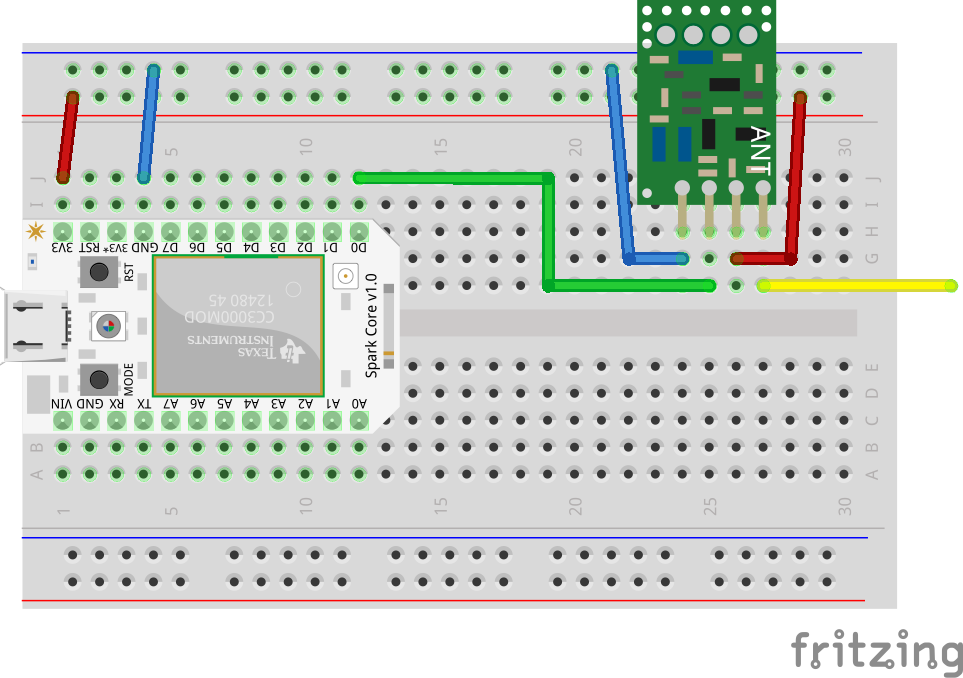 ANT
5
10
15
20
30
J
J
I
I
H
G
3V3
RST
3V3*
GND
D7
D6
D5
D4
D3
D2
D1
D0
RST
12480 45
CC3000MOD
TEXAS
INSTRUMENTS
Spark Core v1.0
MODE
VIN
GND
RX
TX
A7
A6
A5
A4
A3
A2
A1
A0
E
D
C
B
B
A
A
1
5
10
15
20
25
30
fritzing